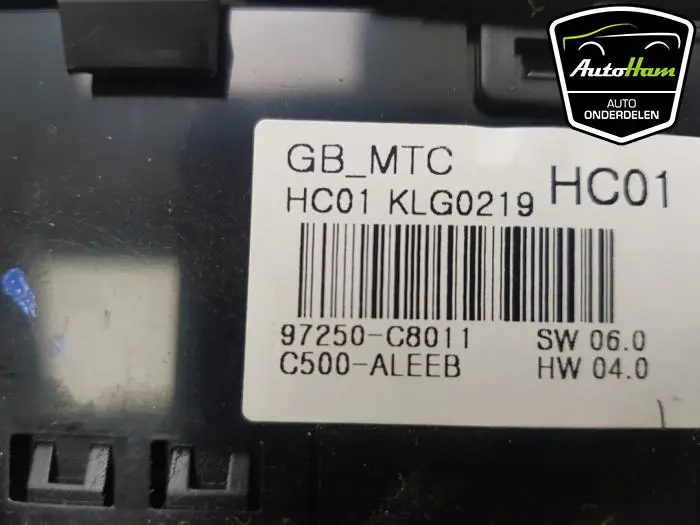 AutoHam
AUTO
ONDERDELEN
GB_MTC
HC01 KLG0219
HC01
97250-C8011
SW 06.0
C500-ALEEB
HW 04.0